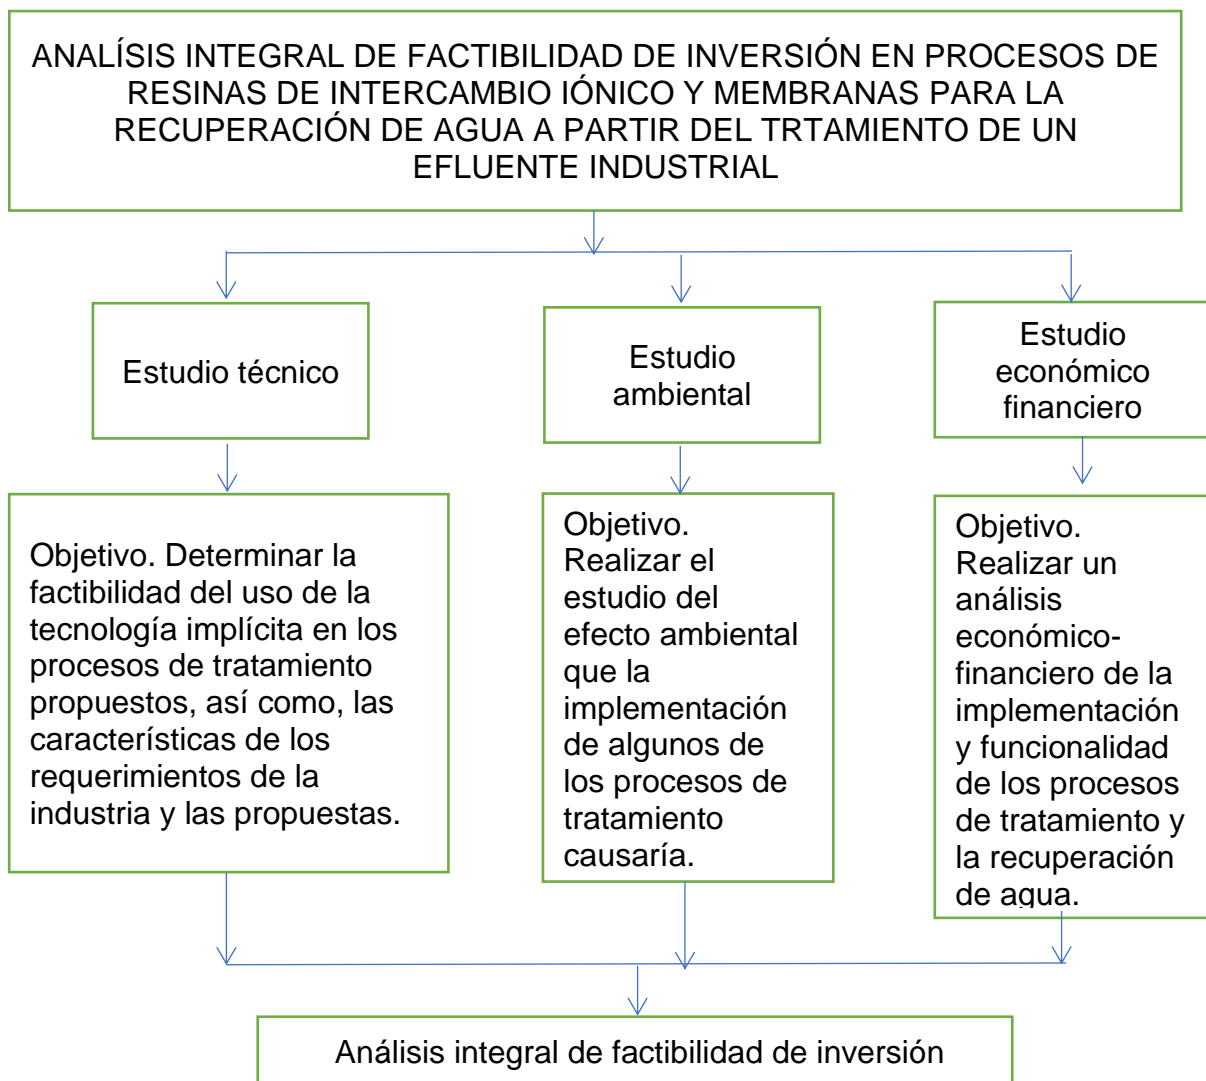 ANALÍSIS INTEGRAL DE FACTIBILIDAD DE INVERSIÓN EN PROCESOS DE
RESINAS DE INTERCAMBIO IÓNICO Y MEMBRANAS PARA LA
RECUPERACIÓN DE AGUA A PARTIR DEL TRTAMIENTO DE UN
EFLUENTE INDUSTRIAL
Estudio técnico
Estudio
ambiental
Estudio
económico
financiero
Objetivo. Determinar la
factibilidad del uso de la
tecnología implícita en los
procesos de tratamiento
propuestos, así como, las
características de los
requerimientos de la
industria y las propuestas.
Objetivo.
Realizar el
estudio del
efecto ambiental
que la
implementación
de algunos de
los procesos de
tratamiento
causaría.
Objetivo.
Realizar un
análisis
económico-
financiero de la
implementación
y funcionalidad
de los procesos
de tratamiento y
la recuperación
de agua.
Análisis integral de factibilidad de inversión